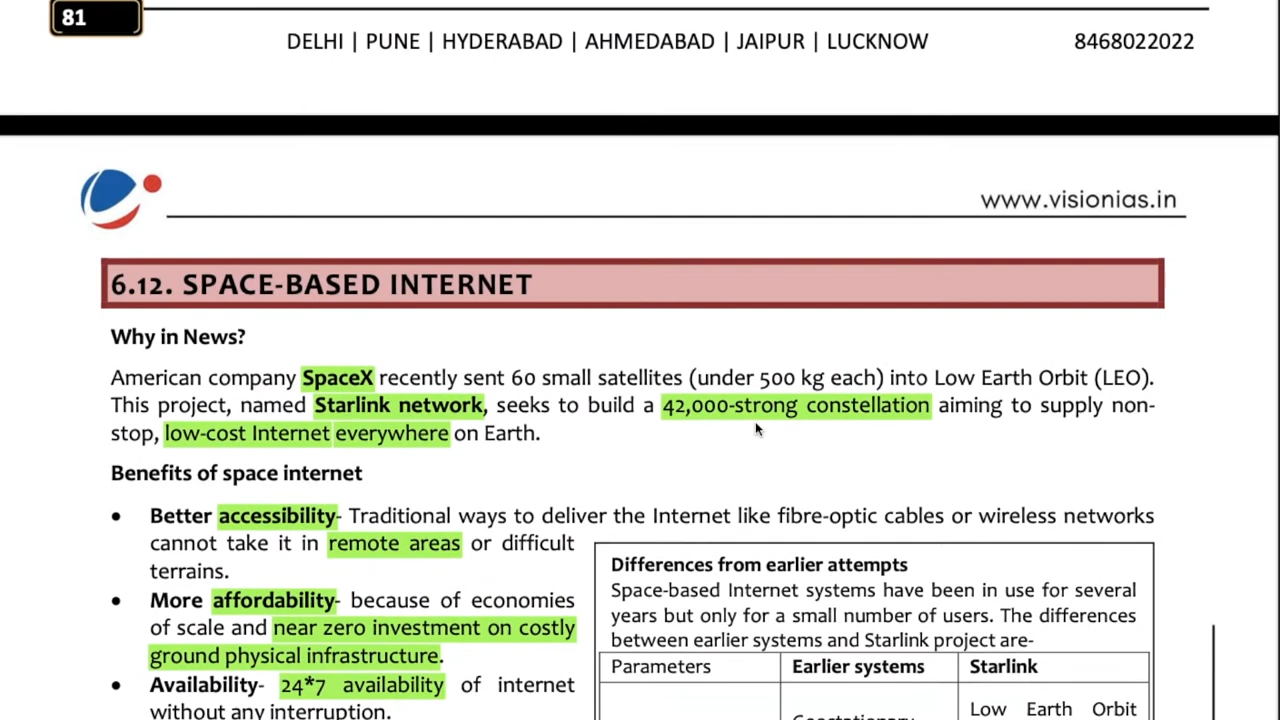 81
DELHI | PUNE | HYDERABAD | AHMEDABAD | JAIPUR | LUCKNOW 8468022022
www.visionias.in
6.12. SPACE-BASED INTERNET
Why in News?
American company SpaceX recently sent 60 small satellites (under 500 kg each) into Low Earth Orbit (LEO).
This project, named Starlink network, seeks to build a 42,000-strong constellation aiming to supply non-
stop, low-cost Internet everywhere on Earth.
Benefits of space internet
• Better accessibility- Traditional ways to deliver the Internet like fibre-optic cables or wireless networks
cannot take it in remote areas or difficult
terrains.
• More affordability- because of economies
of scale and near zero investment on costly
ground physical infrastructure.
• Availability- 24*7 availability of internet
without any interruption.
Differences from earlier attempts
Space-based Internet systems have been in use for several
years but only for a small number of users. The differences
between earlier systems and Starlink project are-
Parameters Earlier systems Starlink
Geostationary
Low Earth Orbit